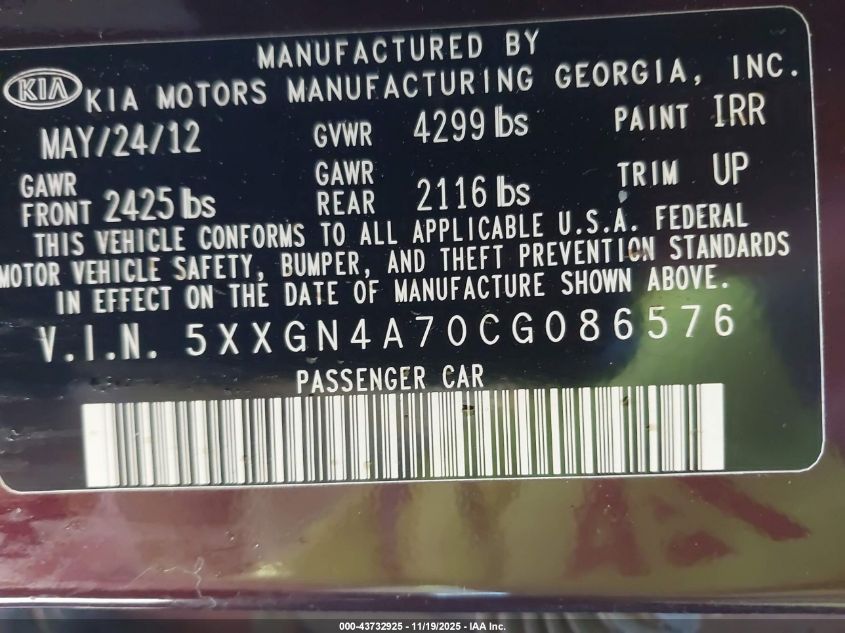 MANUFACTURED BY
KIA KIA MOTORS MANUFACTURING GEORGIA, INC.
MAY/24/12 GVWR 4299 lbs PAINT IRR
GAWR FRONT 2425 lbs GAWR REAR 2116 lbs TRIM UP
THIS VEHICLE CONFORMS TO ALL APPLICABLE U.S.A. FEDERAL
MOTOR VEHICLE SAFETY, BUMPER, AND THEFT PREVENTION STANDARDS
IN EFFECT ON THE DATE OF MANUFACTURE SHOWN ABOVE.
V.I.N. 5XXGN4A70CG086576
PASSENGER CAR
000-43732925 - 11/19/2025 - IAA Inc.